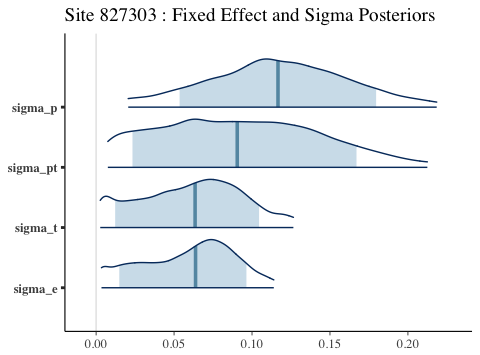 Site 827303 : Fixed Effect and Sigma Posteriors
sigma_p
sigma_pt
sigma_t
sigma_e
0.00 0.05 0.10 0.15 0.20